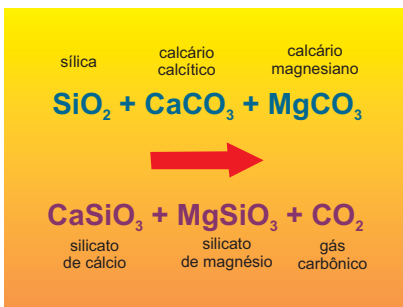 sílica
calcário
calcítico
calcário
magnesiano
SiO₂ + CaCO₃ + MgCO₃
CaSiO₃ + MgSiO₃ + CO₂
silicato
de cálcio
silicato
de magnésio
gás
carbônico